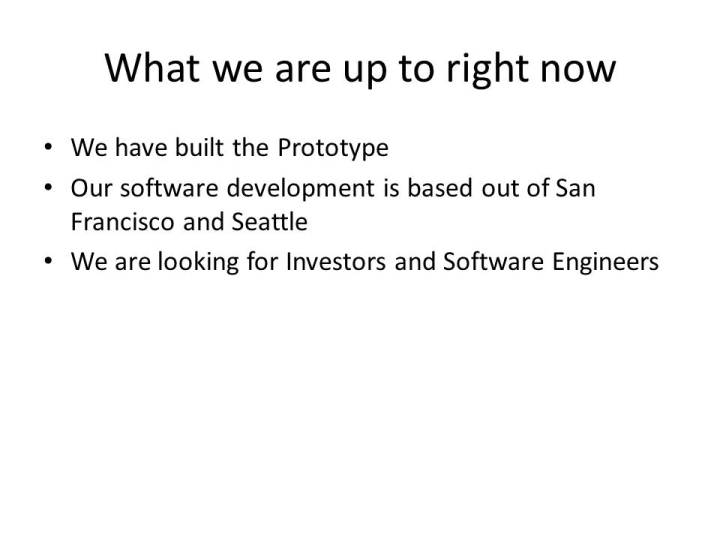 What we are up to right now
• We have built the Prototype
• Our software development is based out of San
Francisco and Seattle
• We are looking for Investors and Software Engineers